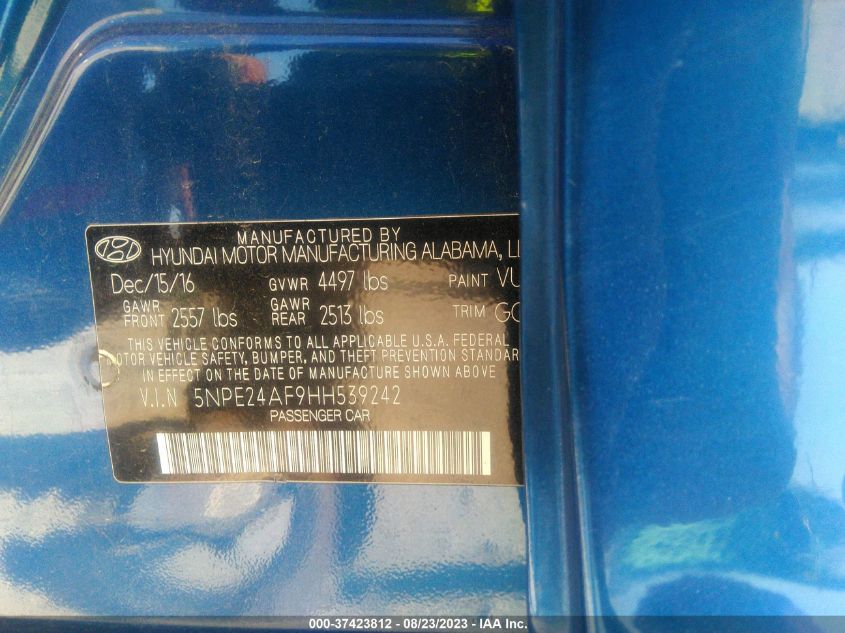 MANUFACTURED BY
HYUNDAI MOTOR MANUFACTURING ALABAMA,
Dec/15/16 GVWR 4497 lbs PAINT VU
GAWR FRONT 2557 lbs GAWR REAR 2513 lbs TRIM
THIS VEHICLE CONFORMS TO ALL APPLICABLE U.S.A. FEDERAL
MOTOR VEHICLE SAFETY, BUMPER, AND THEFT PREVENTION STANDAR
IN EFFECT ON THE DATE OF MANUFACTURE SHOWN ABOVE
V.I.N 5NPE24AF9HH539242
PASSENGER CAR
000-37423812 - 08/23/2023 - IAA Inc.